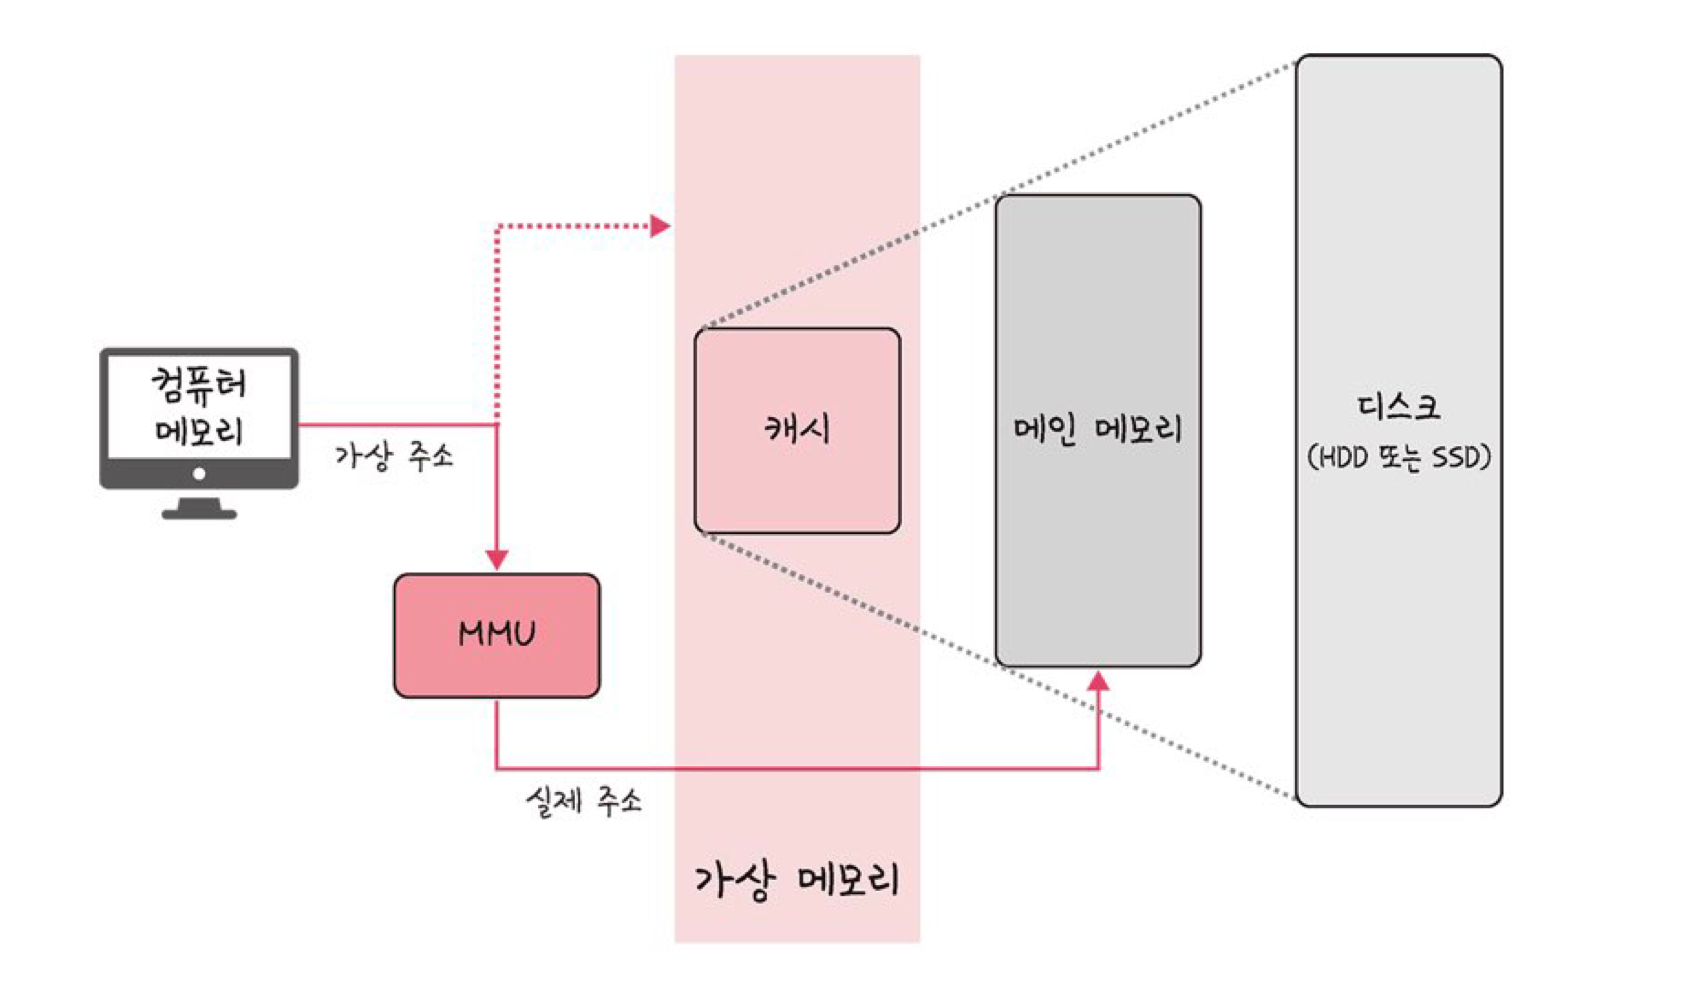 컴퓨터
메모리
가상 주소
MMU
실제 주소
캐시
가상 메모리
메인 메모리
디스크
(HDD 또는 SSD)